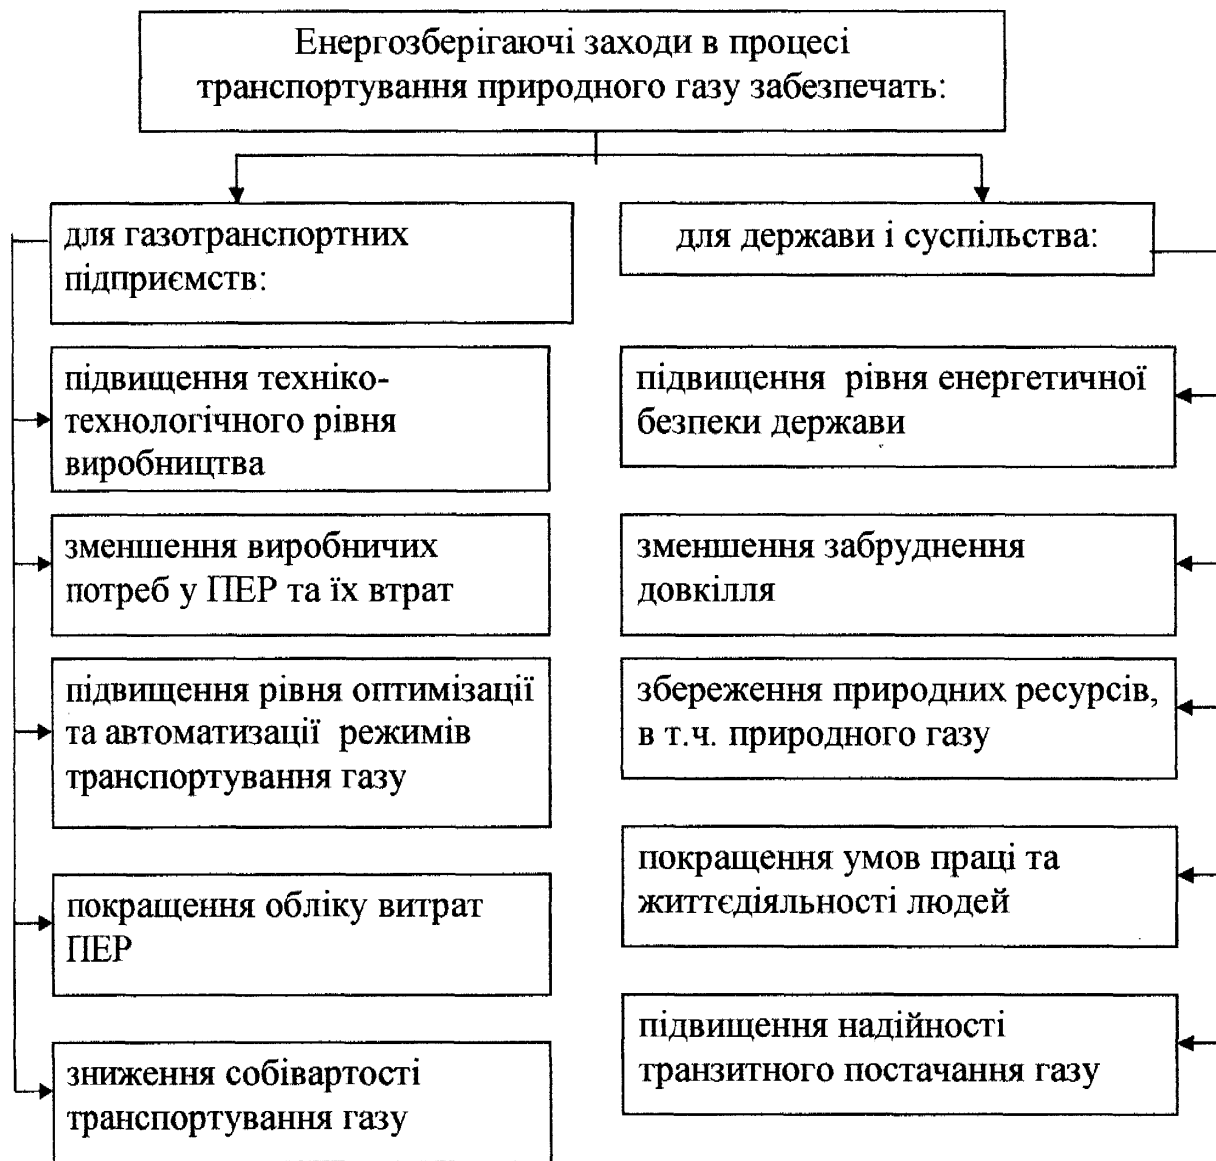 Енергозберігаючі заходи в процесі
транспортування природного газу забезпечать:
для газотранспортних
підприємств:
підвищення техніко-
технологічного рівня
виробництва
зменшення виробничих
потреб у ПЕР та їх втрат
підвищення рівня оптимізації
та автоматизації режимів
транспортування газу
покращення обліку витрат
ПЕР
зниження собівартості
транспортування газу
для держави і суспільства:
підвищення рівня енергетичної
безпеки держави
зменшення забруднення
довкілля
збереження природних ресурсів,
в т.ч. природного газу
покращення умов праці та
життєдіяльності людей
підвищення надійності
транзитного постачання газу